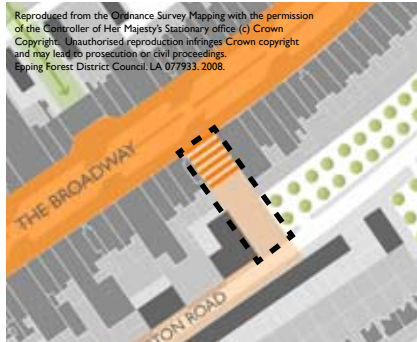 Reproduced from the Ordnance Survey Mapping with the permission
of the Controller of Her Majesty's Stationary office (c) Crown
Copyright. Unauthorised reproduction infringes Crown copyright
and may lead to prosecution or civil proceedings.
Epping Forest District Council. LA 077933. 2008.
THE BROADWAY
TON ROAD